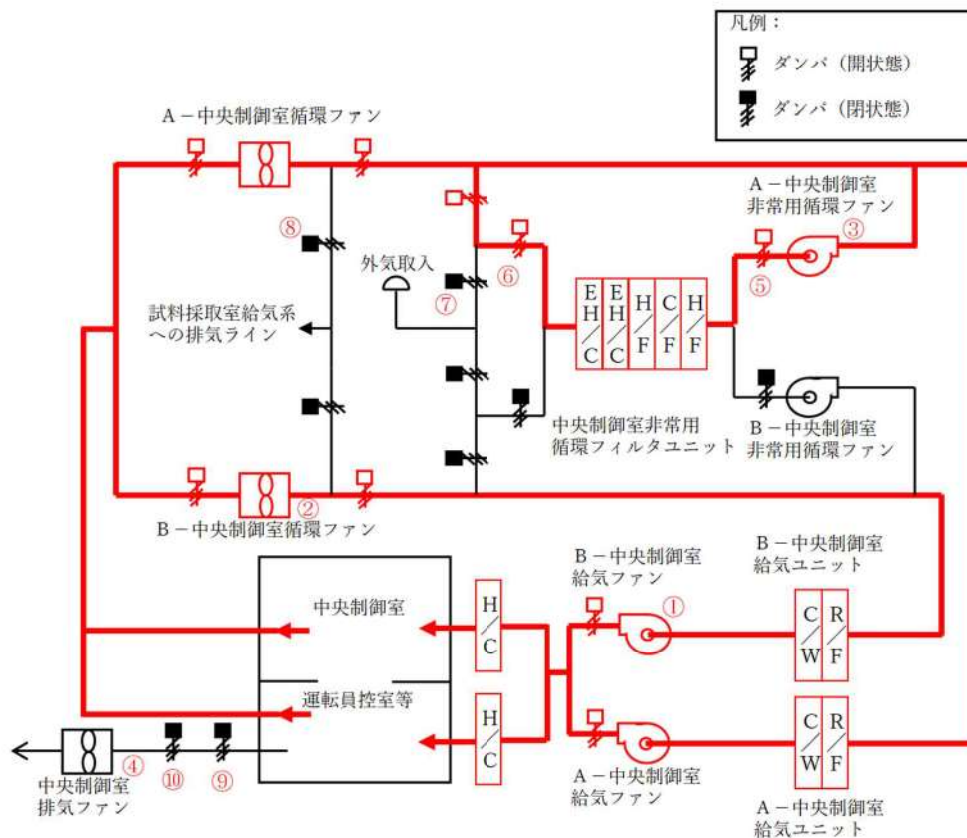 凡例：
ダンパ（開状態）
ダンパ（閉状態）
A－中央制御室循環ファン
A－中央制御室
非常用循環ファン
③
⑧
⑥
⑤
外気取入
⑦
試料採取室給気系
への排気ライン
EH/C
EH/C
H/F
C/F
H/F
中央制御室非常用
循環フィルタユニット
B－中央制御室
非常用循環ファン
②
B－中央制御室循環ファン
B－中央制御室
給気ファン
①
B－中央制御室
給気ユニット
中央制御室
H/C
C/W
R/F
運転員控室等
H/C
C/W
R/F
④
⑩
⑨
中央制御室
排気ファン
A－中央制御室
給気ファン
A－中央制御室
給気ユニット